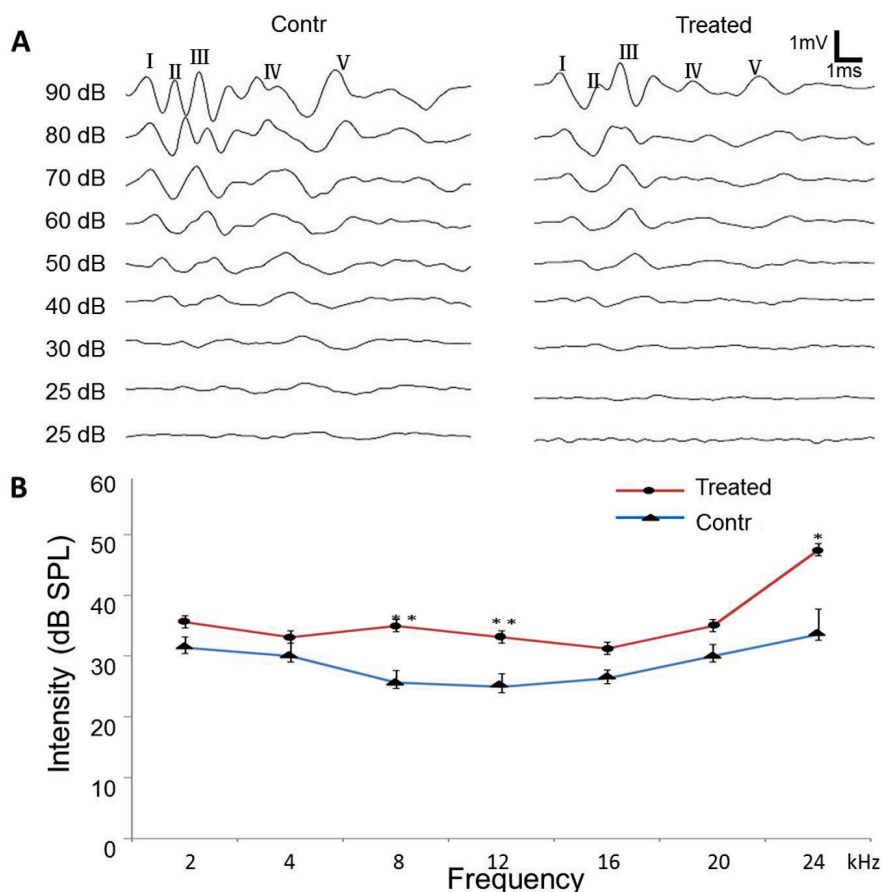 A
Contr
Treated
I II III IV V
I II III IV V
1mV
1ms
90 dB
80 dB
70 dB
60 dB
50 dB
40 dB
30 dB
25 dB
25 dB
B
60
50
40
30
20
10
0
Intensity (dB SPL)
Treated
Contr
* *
* *
*
2 4 8 12 16 20 24 kHz
Frequency